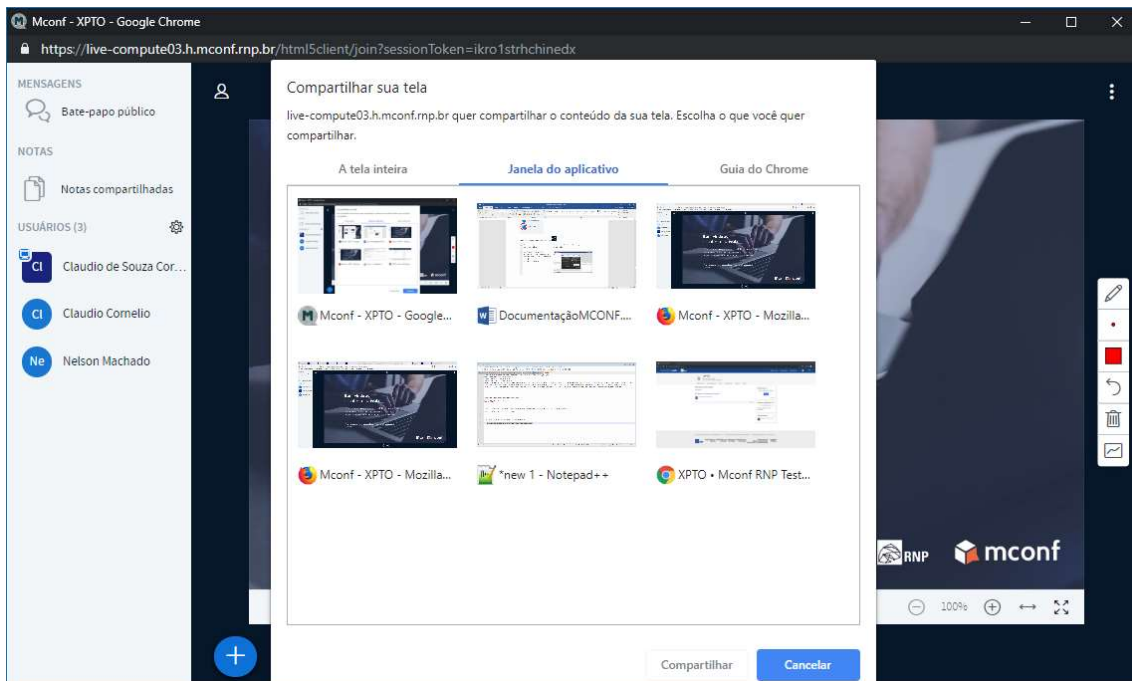 Mconf - XPTO - Google Chrome
https://live-compute03.h.mconf.rnp.br/html5client/join?sessionToken=ikro1strhchinedx
MENSAGENS
Bate-papo público
NOTAS
Notas compartilhadas
USUÁRIOS (3)
CI Claudio de Souza Cor...
CI Claudio Cornelio
Ne Nelson Machado
Compartilhar sua tela
live-compute03.h.mconf.rnp.br quer compartilhar o conteúdo da sua tela. Escolha o que você quer
compartilhar.
A tela inteira Janela do aplicativo Guia do Chrome
Mconf - XPTO - Google... DocumentaçãoMCONF.... Mconf - XPTO - Mozilla...
Mconf - XPTO - Mozilla... *new 1 - Notepad++ XPTO • Mconf RNP Test...
RNP mconf
100%
Compartilhar Cancelar